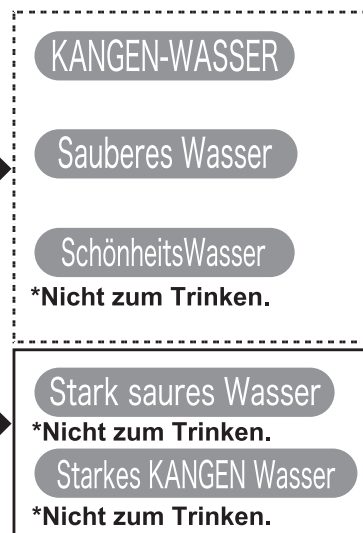 KANGEN-WASSER
Sauberes Wasser
SchönheitsWasser
*Nicht zum Trinken.
Stark saures Wasser
*Nicht zum Trinken.
Starkes KANGEN Wasser
*Nicht zum Trinken.